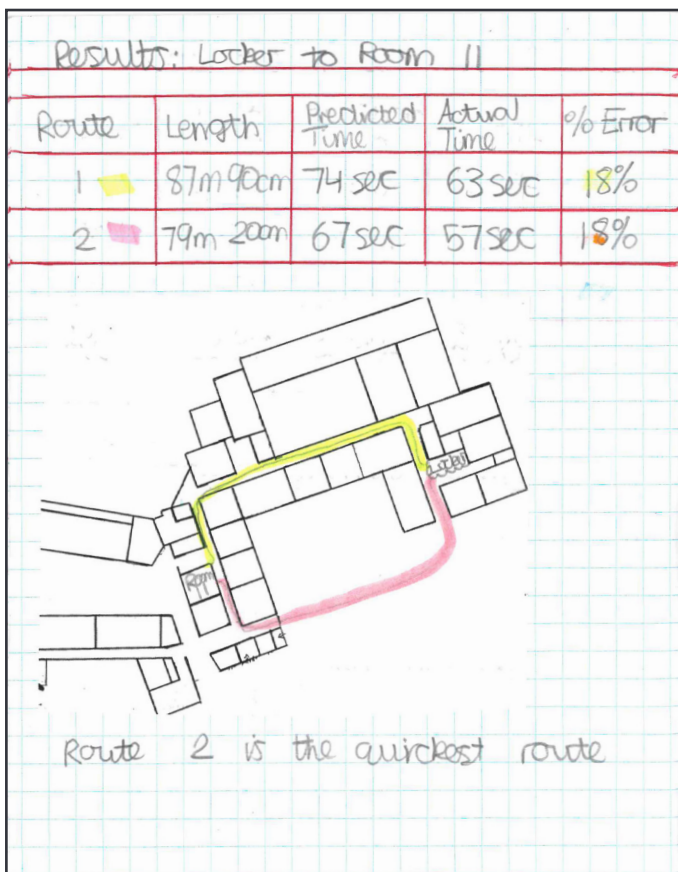 Results: Locker to Room 11
Route Length Predicted Time Actual Time % Error
1 87m 90cm 74 sec 63 sec 18%
2 79m 20cm 67 sec 57 sec 18%
Locker
Room
11
Route 2 is the quickest route